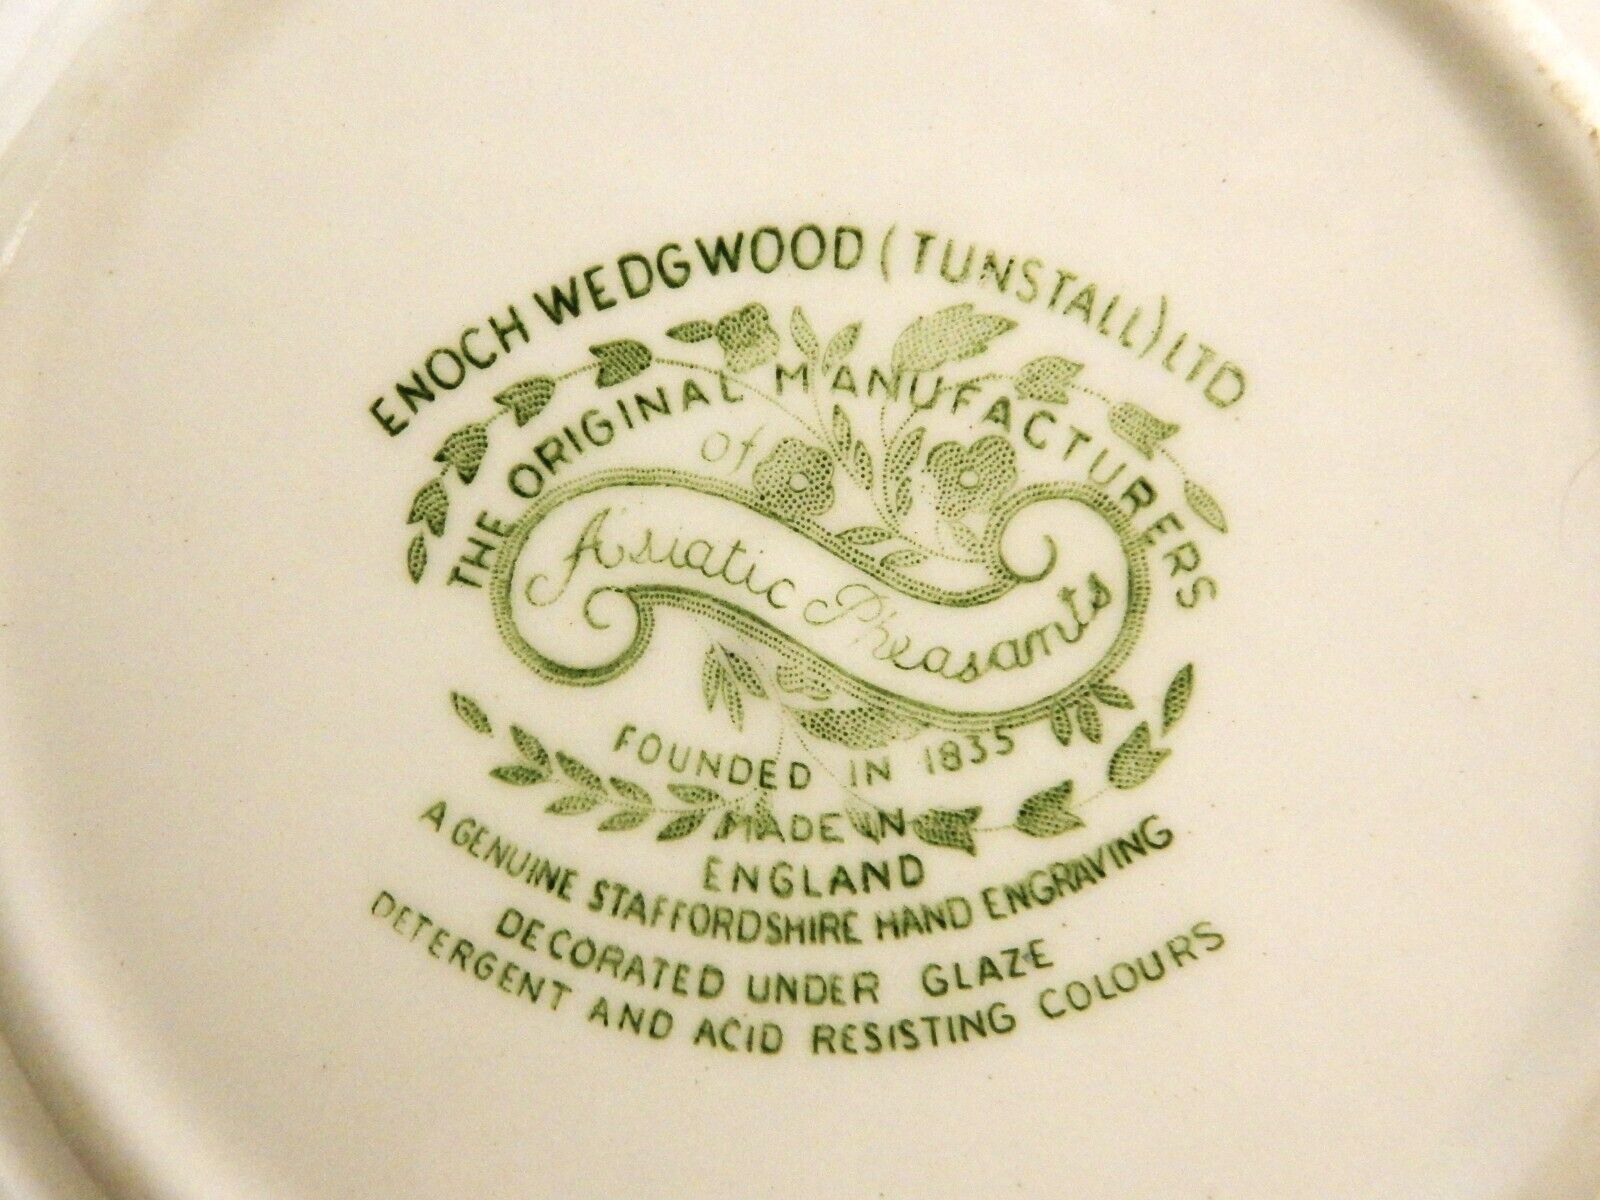 ENOCH WEDGWOOD (TUNSTALL) LTD
THE ORIGINAL MANUFACTURERS
of
Asiatic Pheasants
FOUNDED IN 1835
MADE IN
ENGLAND
A GENUINE STAFFORDSHIRE HAND ENGRAVING
DECORATED UNDER GLAZE
DETERGENT AND ACID RESISTING COLOURS